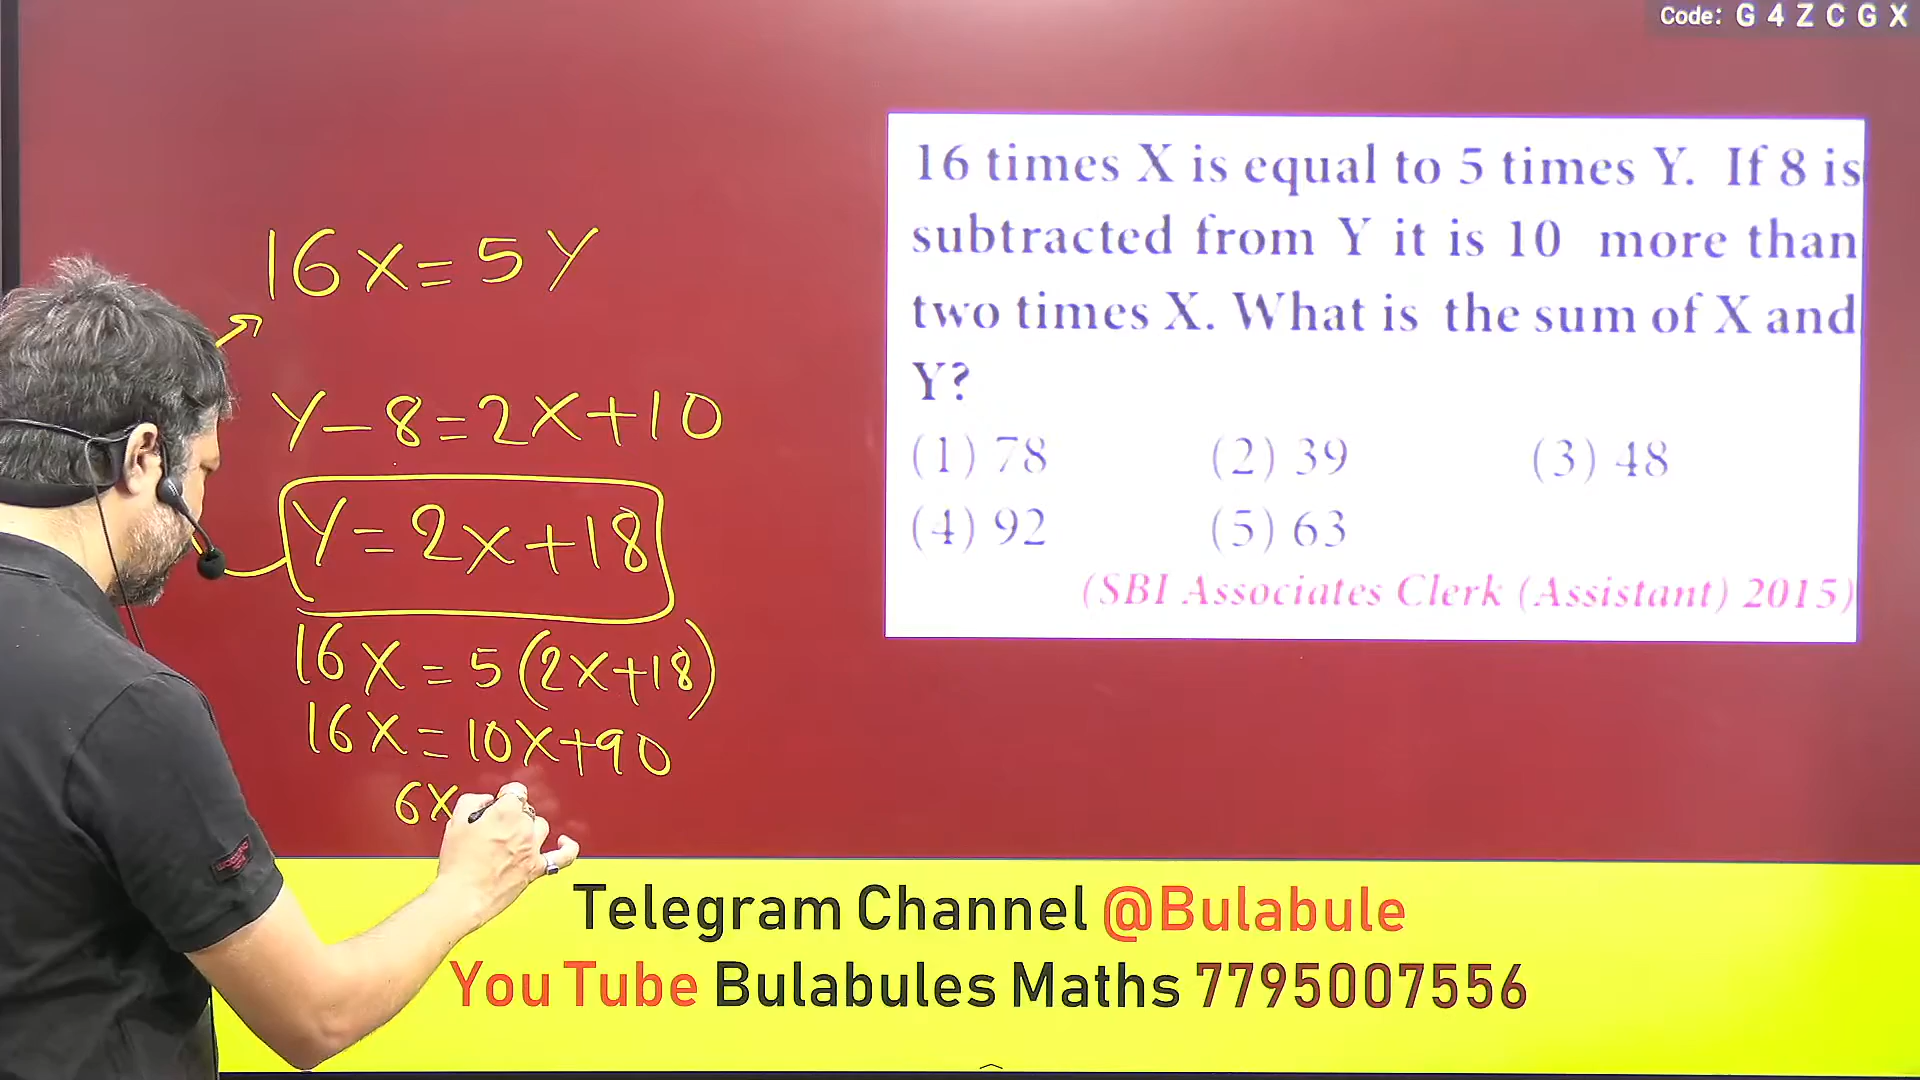 Code: G 4 Z C G X
16 times X is equal to 5 times Y. If 8 is
subtracted from Y it is 10 more than
two times X. What is the sum of X and
Y?
(1) 78 (2) 39 (3) 48
(4) 92 (5) 63
(SBI Associates Clerk (Assistant) 2015)
16X = 5Y
Y - 8 = 2X + 10
Y = 2X + 18
16X = 5(2X + 18)
16X = 10X + 90
6X
Telegram Channel @Bulabule
You Tube Bulabules Maths 7795007556